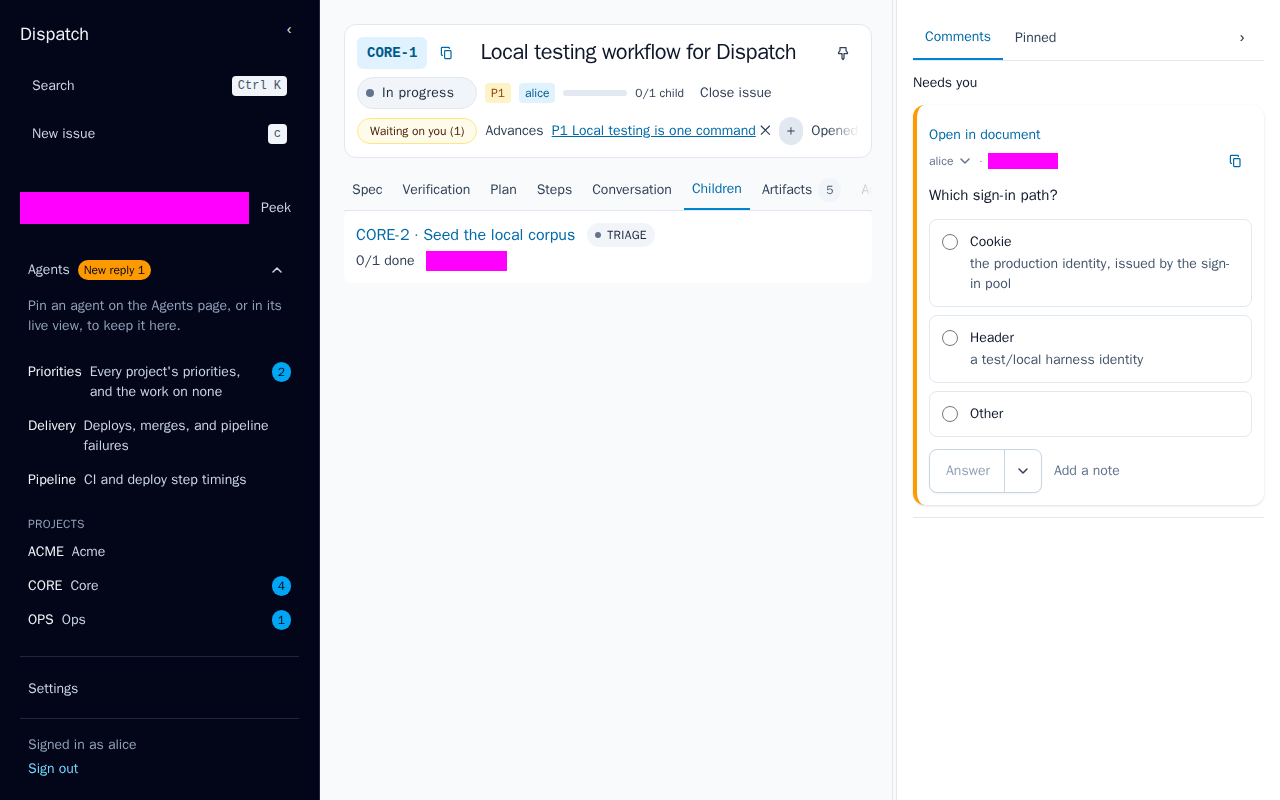 Dispatch
‹
Search
Ctrl K
New issue
c
Peek
Agents
New reply 1
Pin an agent on the Agents page, or in its
live view, to keep it here.
Priorities
Every project's priorities,
and the work on none
2
Delivery
Deploys, merges, and pipeline
failures
Pipeline
CI and deploy step timings
PROJECTS
ACME Acme
CORE Core
4
OPS Ops
1
Settings
Signed in as alice
Sign out
CORE-1
Local testing workflow for Dispatch
In progress
P1
alice
0/1 child
Close issue
Waiting on you (1)
Advances
P1 Local testing is one command
+
Opened
Spec
Verification
Plan
Steps
Conversation
Children
Artifacts
5
CORE-2 · Seed the local corpus
TRIAGE
0/1 done
Comments
Pinned
›
Needs you
Open in document
alice
·
Which sign-in path?
Cookie
the production identity, issued by the sign-
in pool
Header
a test/local harness identity
Other
Answer
Add a note